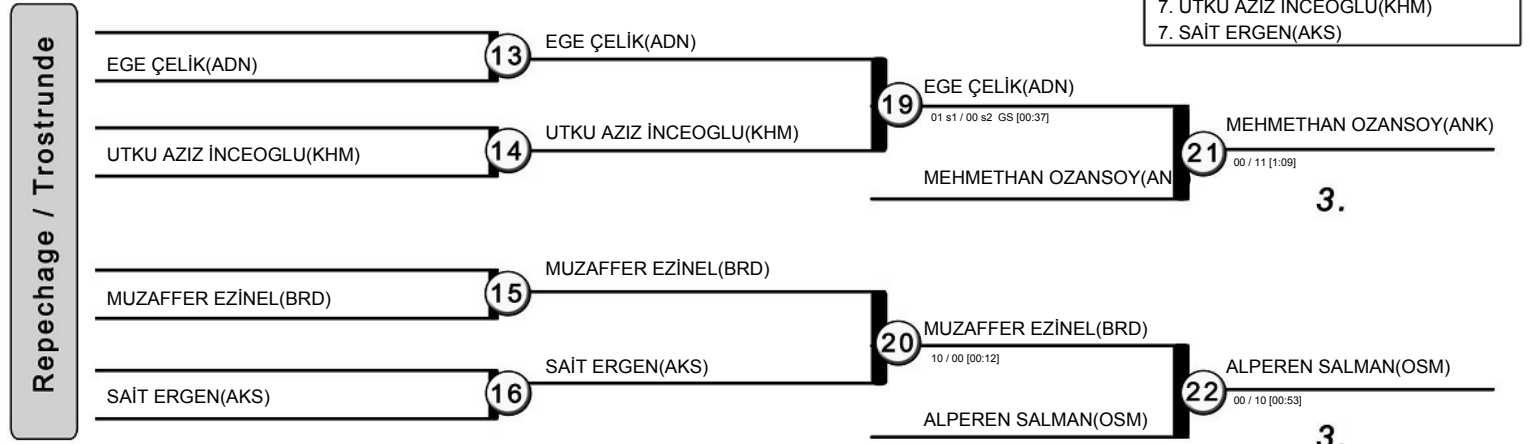 7. UTKU AZIZ İNCEOGLU(KHM)
7. SAİT ERGEN(AKS)
Repechage / Trostrunde
EGE ÇELİK(ADN)
13
EGE ÇELİK(ADN)
UTKU AZIZ İNCEOGLU(KHM)
14
UTKU AZIZ İNCEOGLU(KHM)
19
EGE ÇELİK(ADN)
01 s1 / 00 s2 GS [00:37]
MEHMETHAN OZANSOY(AN
21
MEHMETHAN OZANSOY(ANK)
00 / 11 [1:09]
3.
MUZAFFER EZİNEL(BRD)
15
MUZAFFER EZİNEL(BRD)
SAİT ERGEN(AKS)
16
SAİT ERGEN(AKS)
20
MUZAFFER EZİNEL(BRD)
10 / 00 [00:12]
ALPEREN SALMAN(OSM)
22
ALPEREN SALMAN(OSM)
00 / 10 [00:53]
3.